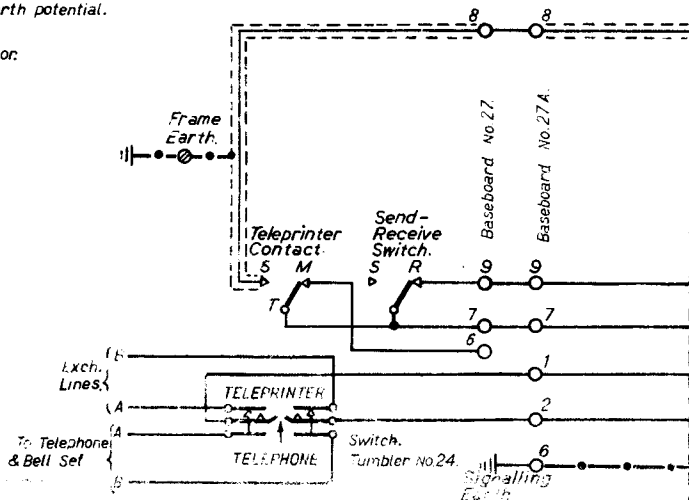 rth potential.
or.
8 8
Frame
Earth.
Baseboard No.27.
Baseboard No.27A.
Teleprinter
Contact.
Send-
Receive
Switch.
S M
S R
9 9
T
7 7
6
B
Exch.
Lines.
1
TELEPRINTER
A
2
A
To Telephone
& Bell Set
TELEPHONE
Switch.
Tumbler No.24.
6
B
Signalling
Earth